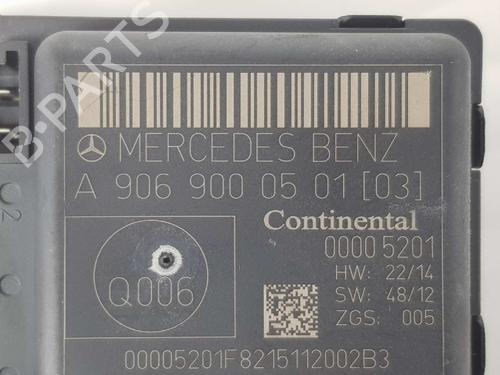 MERCEDES BENZ
A 906 900 05 01 [03]
Continental
0000 5201
HW: 22/14
SW: 48/12
ZGS: 005
Q006
00005201F8215112002B3
2